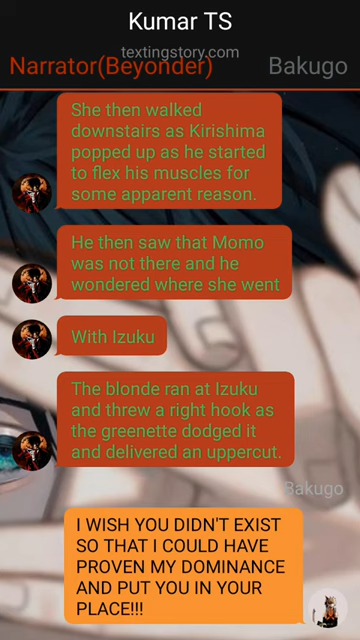 Kumar TS
textingstory.com
Narrator(Beyonder)
Bakugo
She then walked
downstairs as Kirishima
popped up as he started
to flex his muscles for
some apparent reason.
He then saw that Momo
was not there and he
wondered where she went
With Izuku
The blonde ran at Izuku
and threw a right hook as
the greenette dodged it
and delivered an uppercut.
Bakugo
I WISH YOU DIDN'T EXIST
SO THAT I COULD HAVE
PROVEN MY DOMINANCE
AND PUT YOU IN YOUR
PLACE!!!